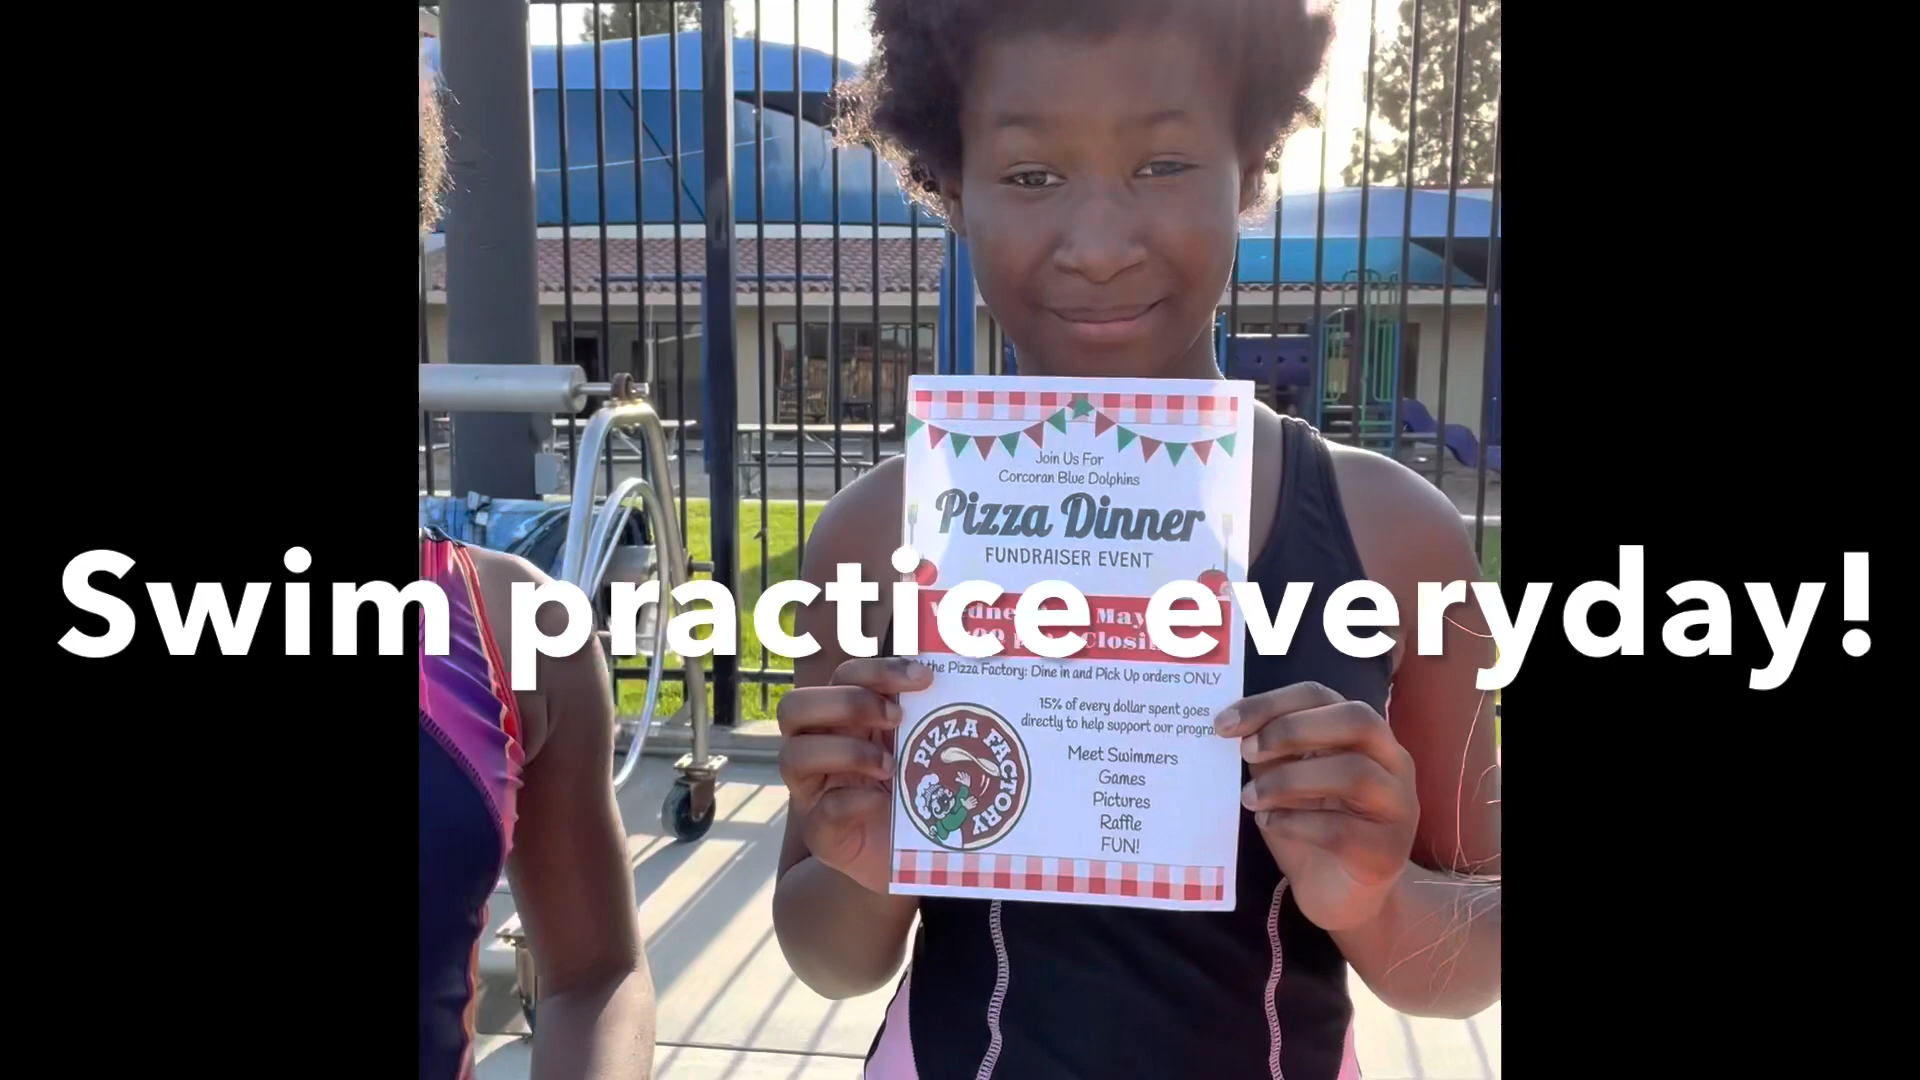 Join Us For
Corcoran Blue Dolphins
Pizza Dinner
FUNDRAISER EVENT
Swim practice everyday!
May
the Pizza Factory: Dine in and Pick Up orders ONLY
15% of every dollar spent goes
directly to help support our
PIZZA FACTORY
Meet Swimmers
Games
Pictures
Raffle
FUN!